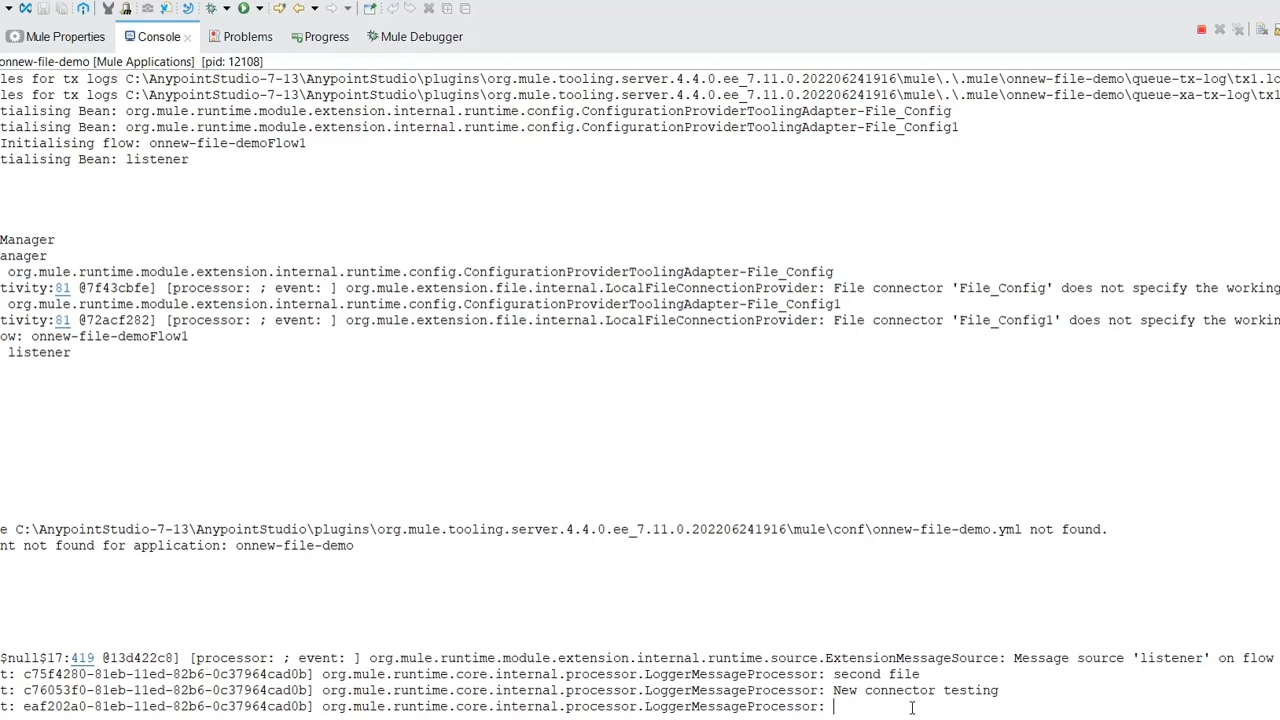 Mule Properties Console Problems Progress Mule Debugger
onnew-file-demo [Mule Applications] [pid: 12108]
les for tx logs C:\AnypointStudio-7-13\AnypointStudio\plugins\org.mule.tooling.server.4.4.0.ee_7.11.0.202206241916\mule\.\.mule\onnew-file-demo\queue-tx-log\tx1.lo
les for tx logs C:\AnypointStudio-7-13\AnypointStudio\plugins\org.mule.tooling.server.4.4.0.ee_7.11.0.202206241916\mule\.\.mule\onnew-file-demo\queue-xa-tx-log\tx1
tialising Bean: org.mule.runtime.module.extension.internal.runtime.config.ConfigurationProviderToolingAdapter-File_Config
tialising Bean: org.mule.runtime.module.extension.internal.runtime.config.ConfigurationProviderToolingAdapter-File_Config1
Initialising flow: onnew-file-demoFlow1
tialising Bean: listener
Manager
anager
org.mule.runtime.module.extension.internal.runtime.config.ConfigurationProviderToolingAdapter-File_Config
tivity:81 @7f43cbfe] [processor: ; event: ] org.mule.extension.file.internal.LocalFileConnectionProvider: File connector 'File_Config' does not specify the working
org.mule.runtime.module.extension.internal.runtime.config.ConfigurationProviderToolingAdapter-File_Config1
tivity:81 @72acf282] [processor: ; event: ] org.mule.extension.file.internal.LocalFileConnectionProvider: File connector 'File_Config1' does not specify the workin
ow: onnew-file-demoFlow1
listener
e C:\AnypointStudio-7-13\AnypointStudio\plugins\org.mule.tooling.server.4.4.0.ee_7.11.0.202206241916\mule\conf\onnew-file-demo.yml not found.
nt not found for application: onnew-file-demo
$null$17:419 @13d422c8] [processor: ; event: ] org.mule.runtime.module.extension.internal.runtime.source.ExtensionMessageSource: Message source 'listener' on flow
t: c75f4280-81eb-11ed-82b6-0c37964cad0b] org.mule.runtime.core.internal.processor.LoggerMessageProcessor: second file
t: c76053f0-81eb-11ed-82b6-0c37964cad0b] org.mule.runtime.core.internal.processor.LoggerMessageProcessor: New connector testing
t: eaf202a0-81eb-11ed-82b6-0c37964cad0b] org.mule.runtime.core.internal.processor.LoggerMessageProcessor: